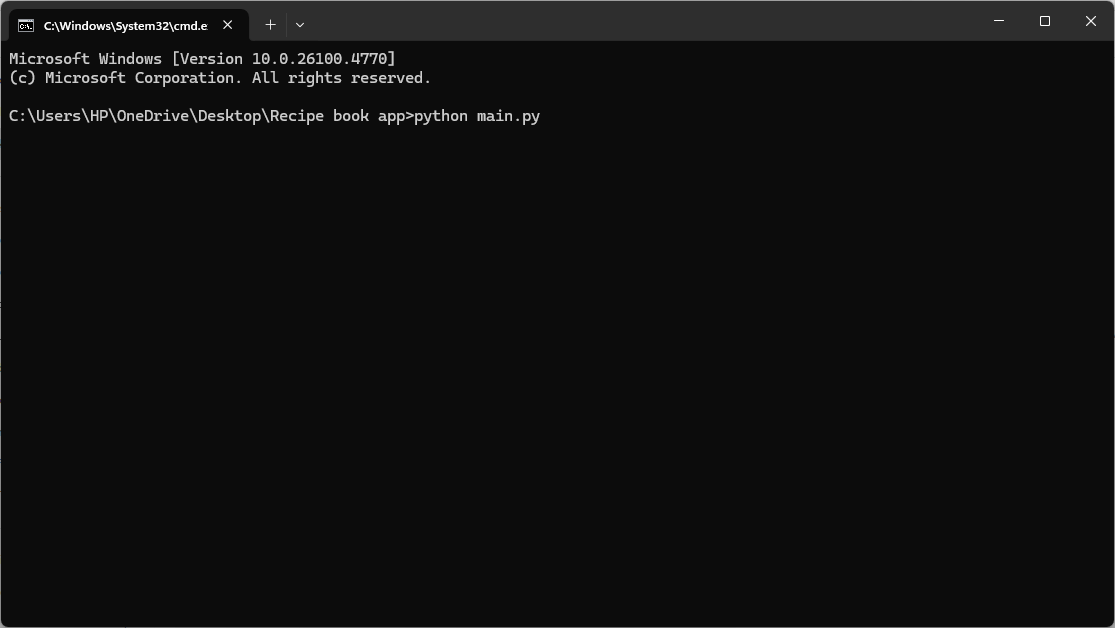 C:\Windows\System32\cmd.e
Microsoft Windows [Version 10.0.26100.4770]
(c) Microsoft Corporation. All rights reserved.
C:\Users\HP\OneDrive\Desktop\Recipe book app>python main.py